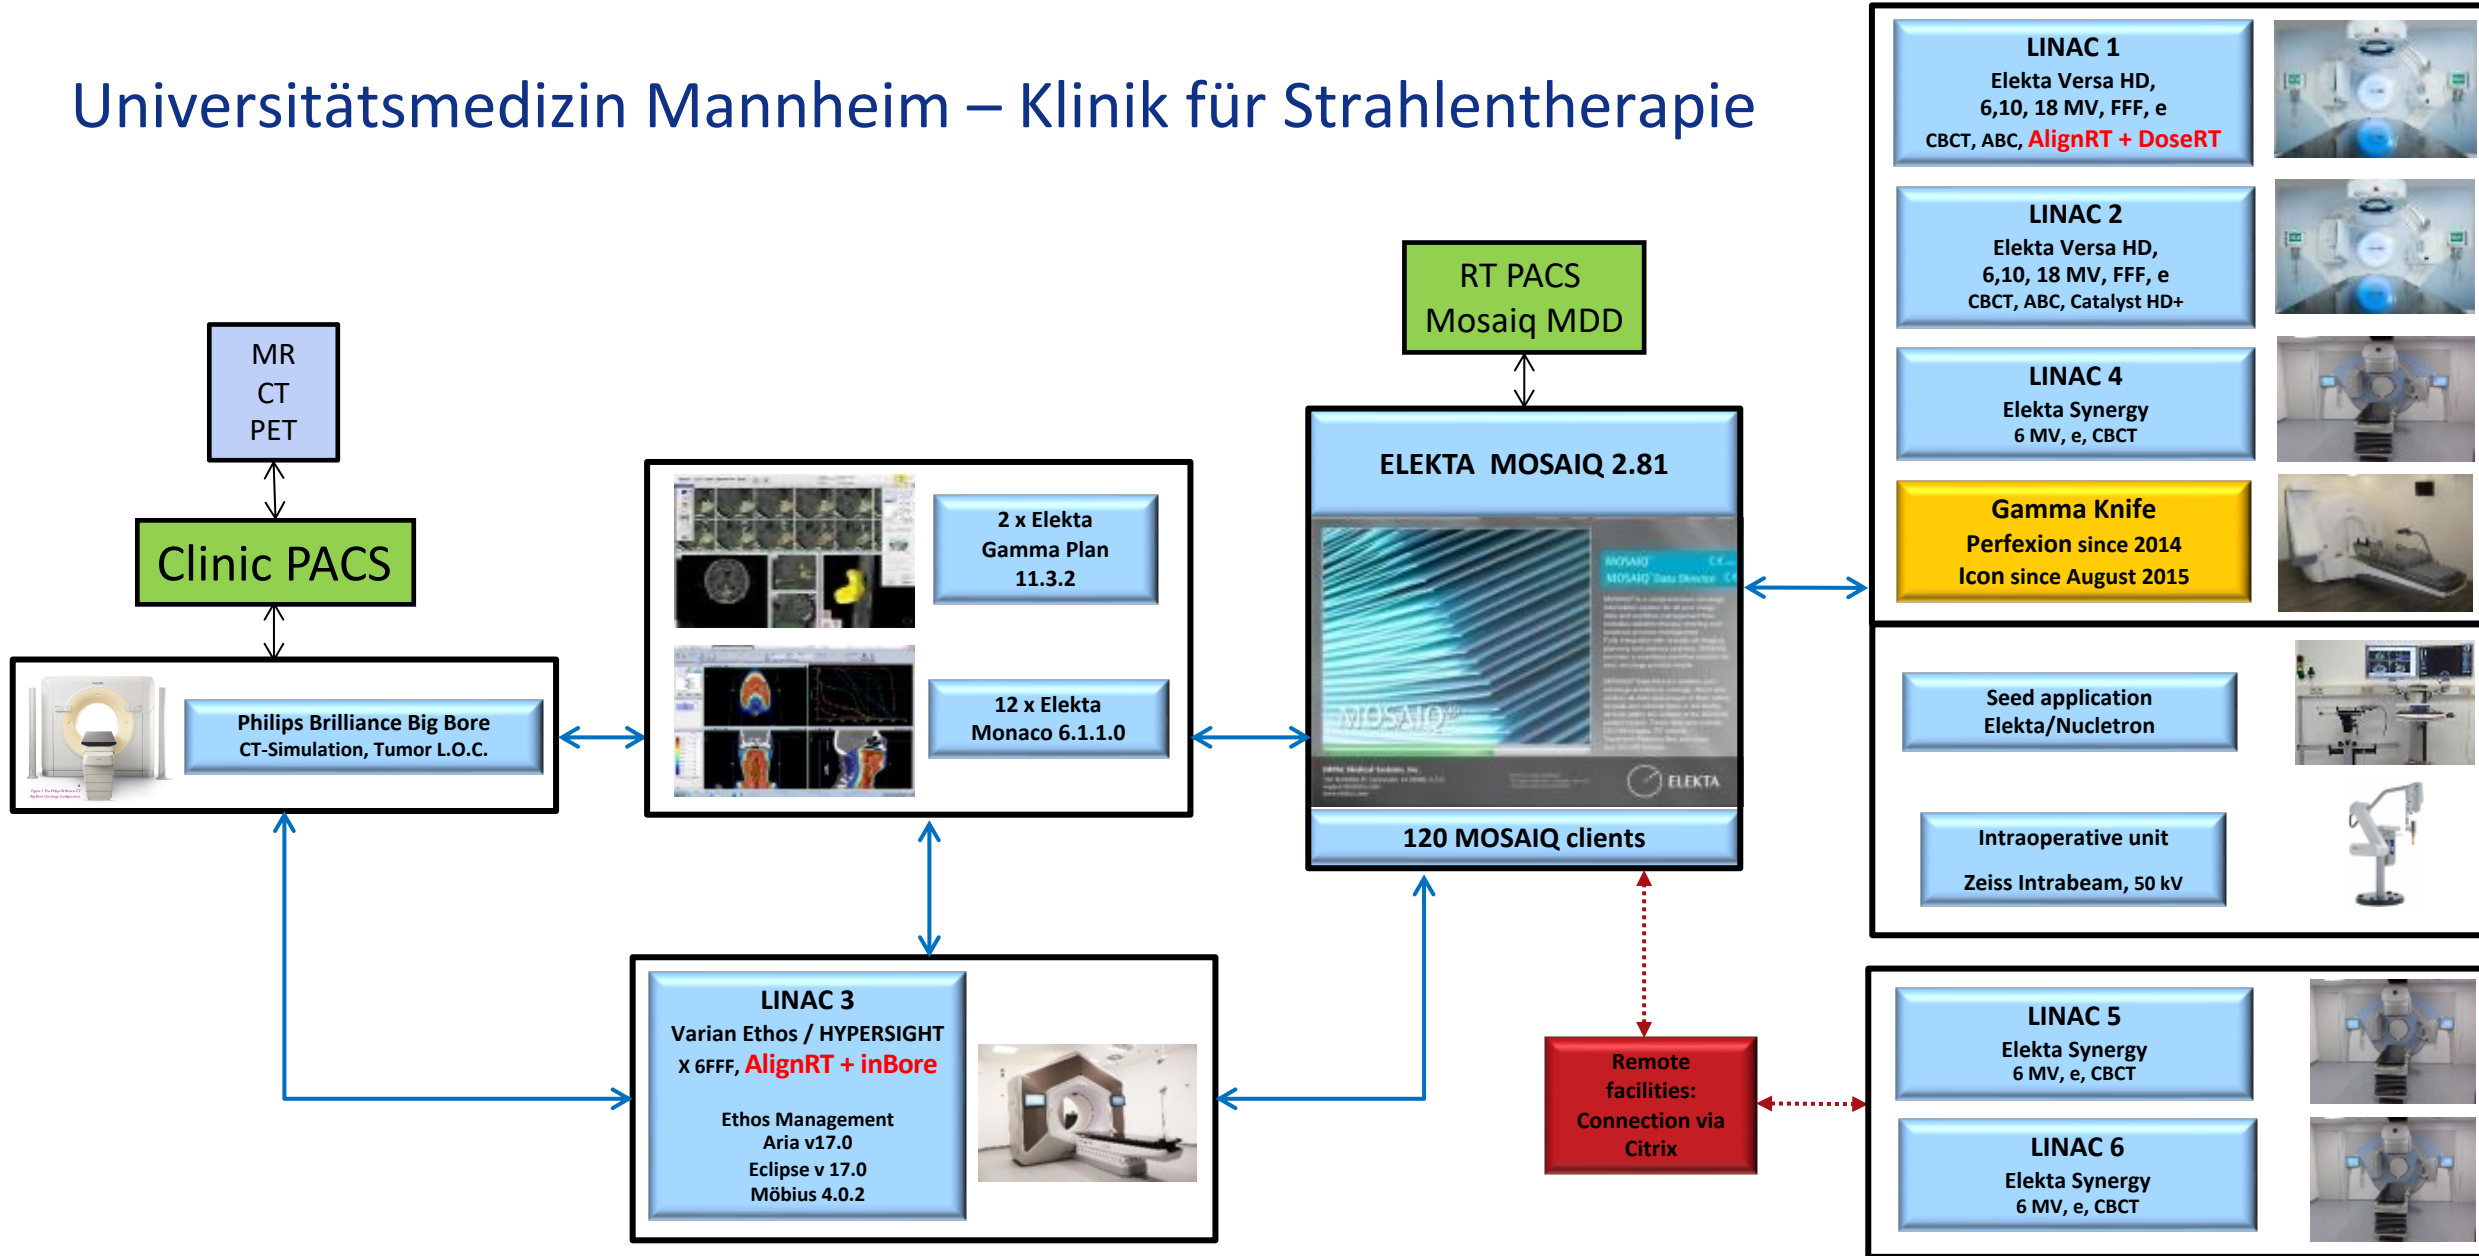 Universitätsmedizin Mannheim – Klinik für Strahlentherapie
MR
CT
PET
Clinic PACS
Philips Brilliance Big Bore
CT-Simulation, Tumor L.O.C.
2 x Elekta
Gamma Plan
11.3.2
12 x Elekta
Monaco 6.1.1.0
RT PACS
Mosaiq MDD
ELEKTA MOSAIQ 2.81
MOSAIQ
MOSAIQ Data Director
MOSAIQ
ELEKTA
120 MOSAIQ clients
LINAC 3
Varian Ethos / HYPERSIGHT
X 6FFF, AlignRT + inBore
Ethos Management
Aria v17.0
Eclipse v 17.0
Möbius 4.0.2
Remote
facilities:
Connection via
Citrix
LINAC 1
Elekta Versa HD,
6,10, 18 MV, FFF, e
CBCT, ABC, AlignRT + DoseRT
LINAC 2
Elekta Versa HD,
6,10, 18 MV, FFF, e
CBCT, ABC, Catalyst HD+
LINAC 4
Elekta Synergy
6 MV, e, CBCT
Gamma Knife
Perfexion since 2014
Icon since August 2015
Seed application
Elekta/Nucletron
Intraoperative unit
Zeiss Intrabeam, 50 kV
LINAC 5
Elekta Synergy
6 MV, e, CBCT
LINAC 6
Elekta Synergy
6 MV, e, CBCT